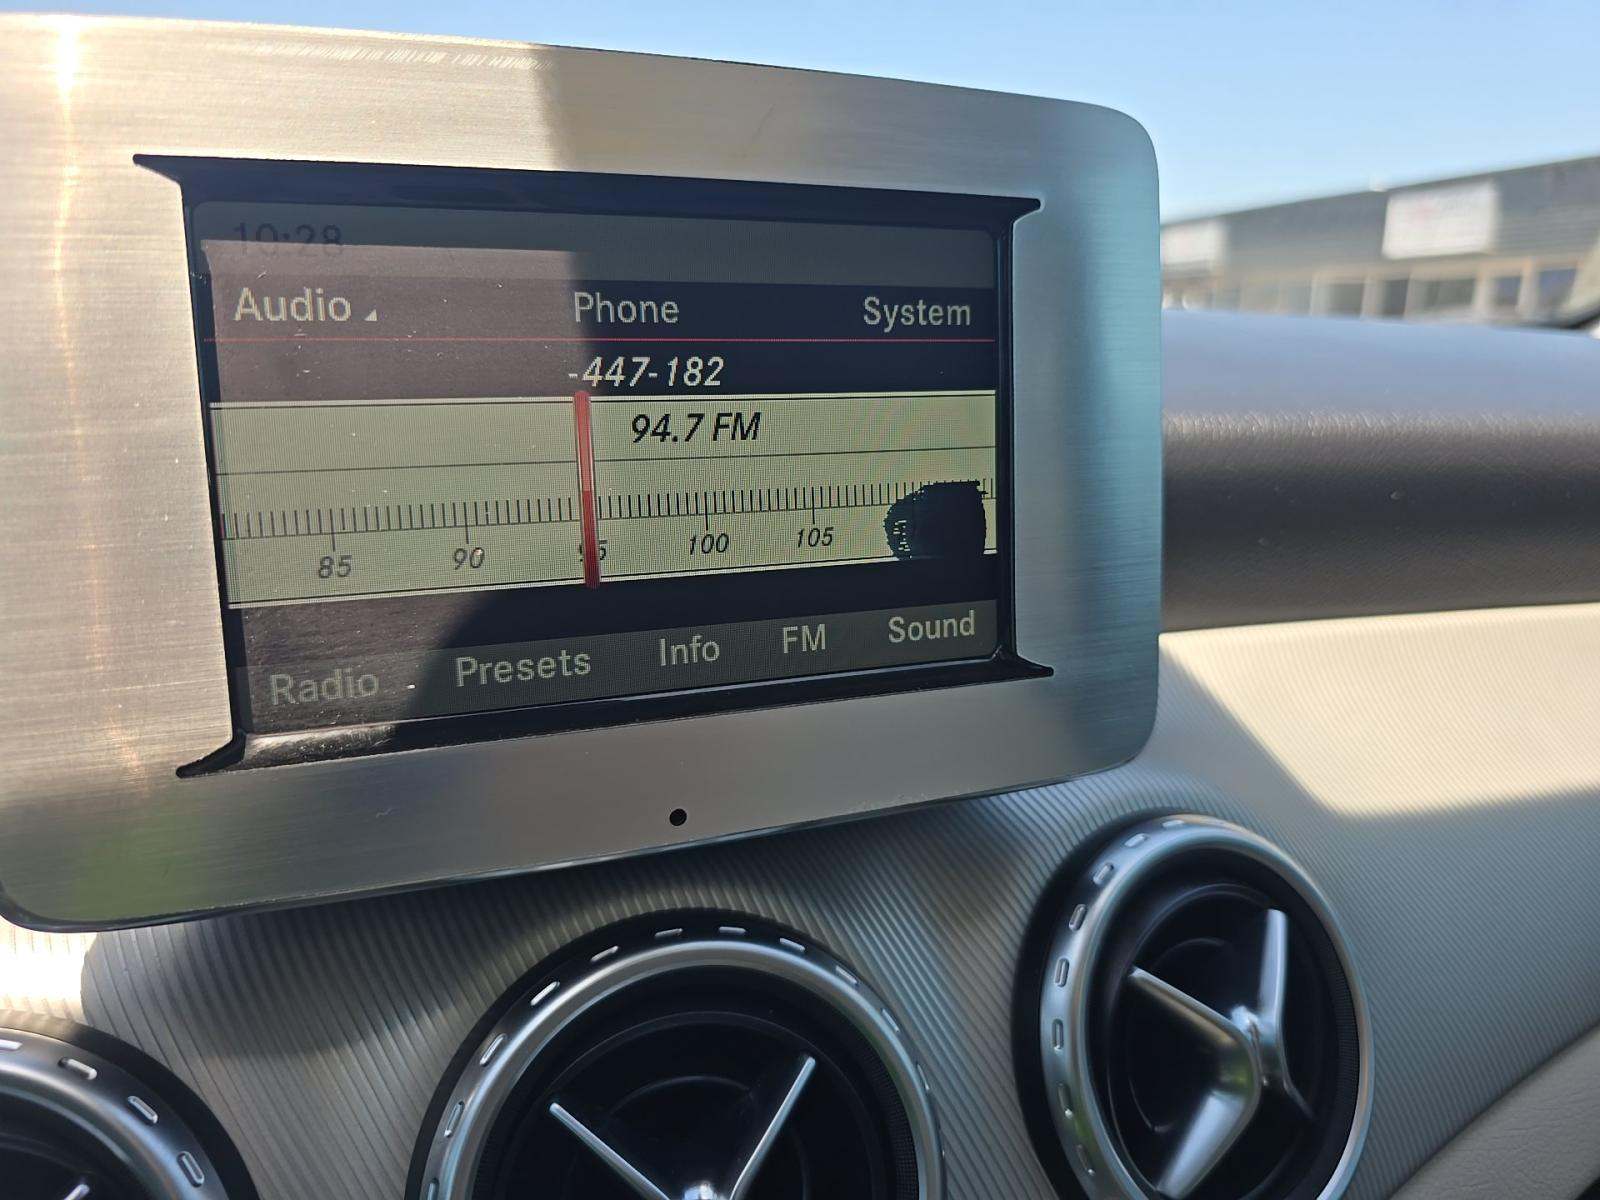 10:28
Audio Phone System
-447-182
94.7 FM
85 90 95 100 105
Radio Presets Info FM Sound